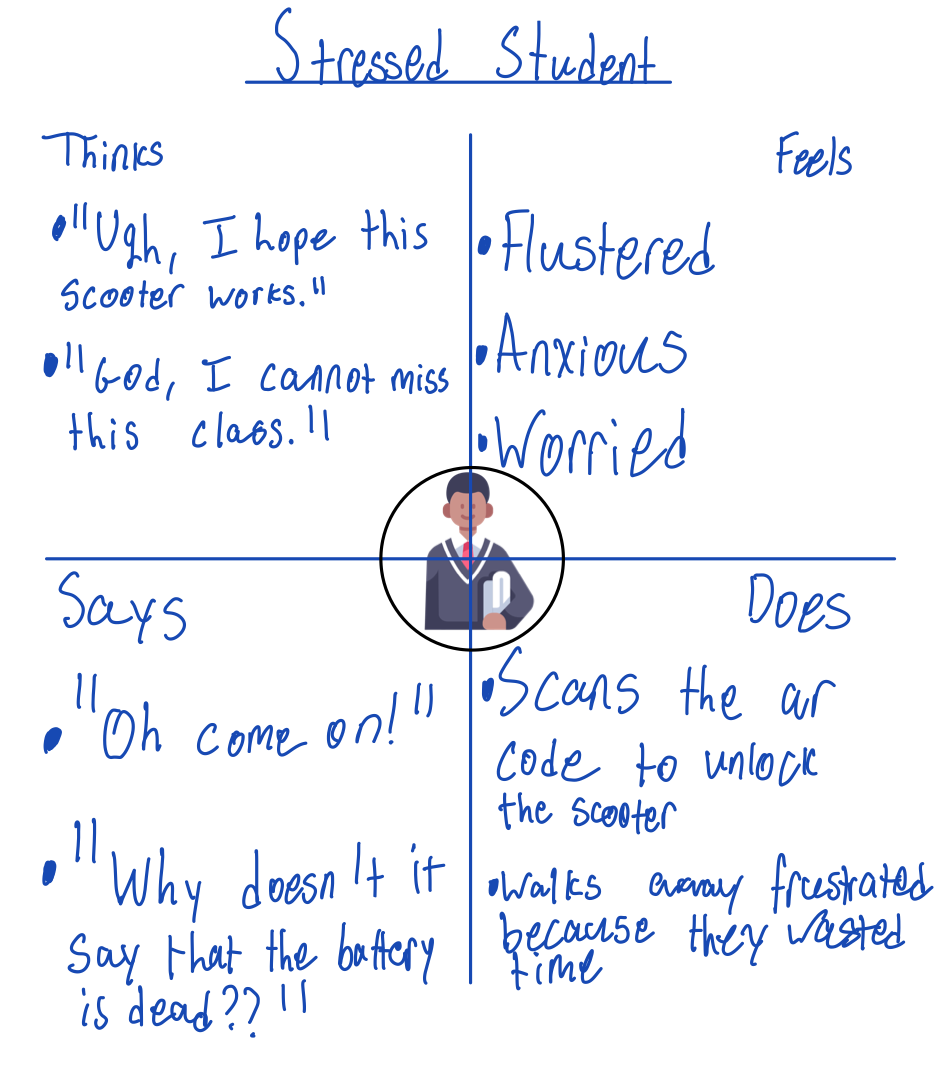 Stressed Student
Thinks
• "Ugh, I hope this
scooter works."
• "God, I cannot miss
this class."
Feels
• Flustered
• Anxious
• Worried
Says
• "Oh come on!"
• "Why doesn't it
say that the battery
is dead??"
Does
• Scans the qr
code to unlock
the scooter
• Walks away frustrated
because they wasted
time